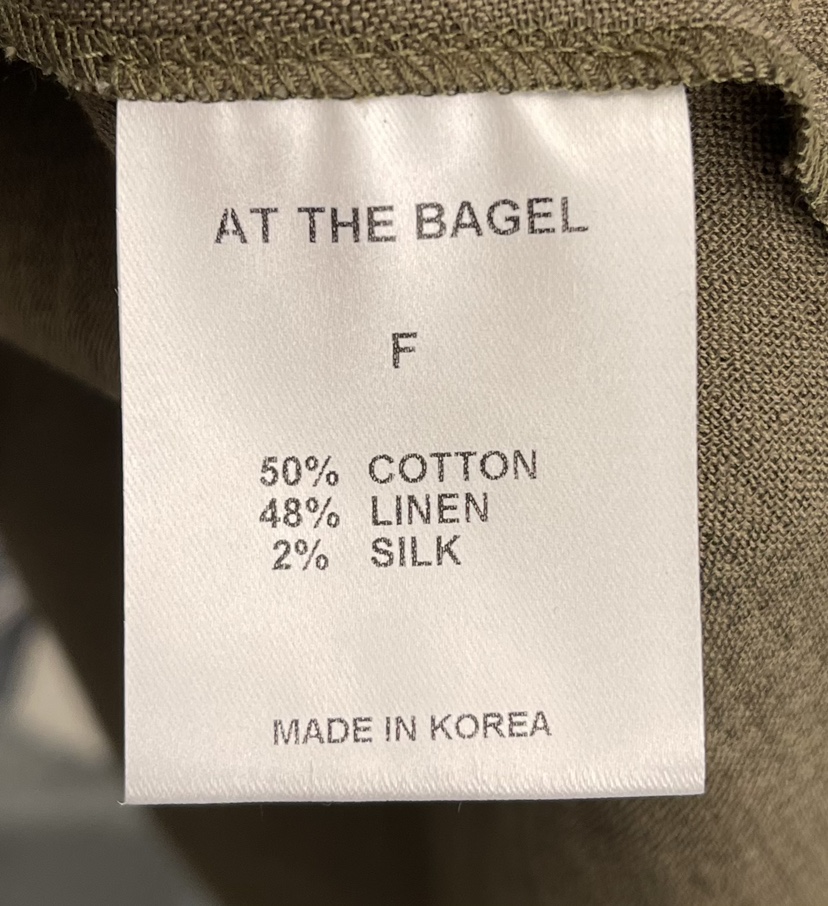 AT THE BAGEL
F
50% COTTON
48% LINEN
2% SILK
MADE IN KOREA